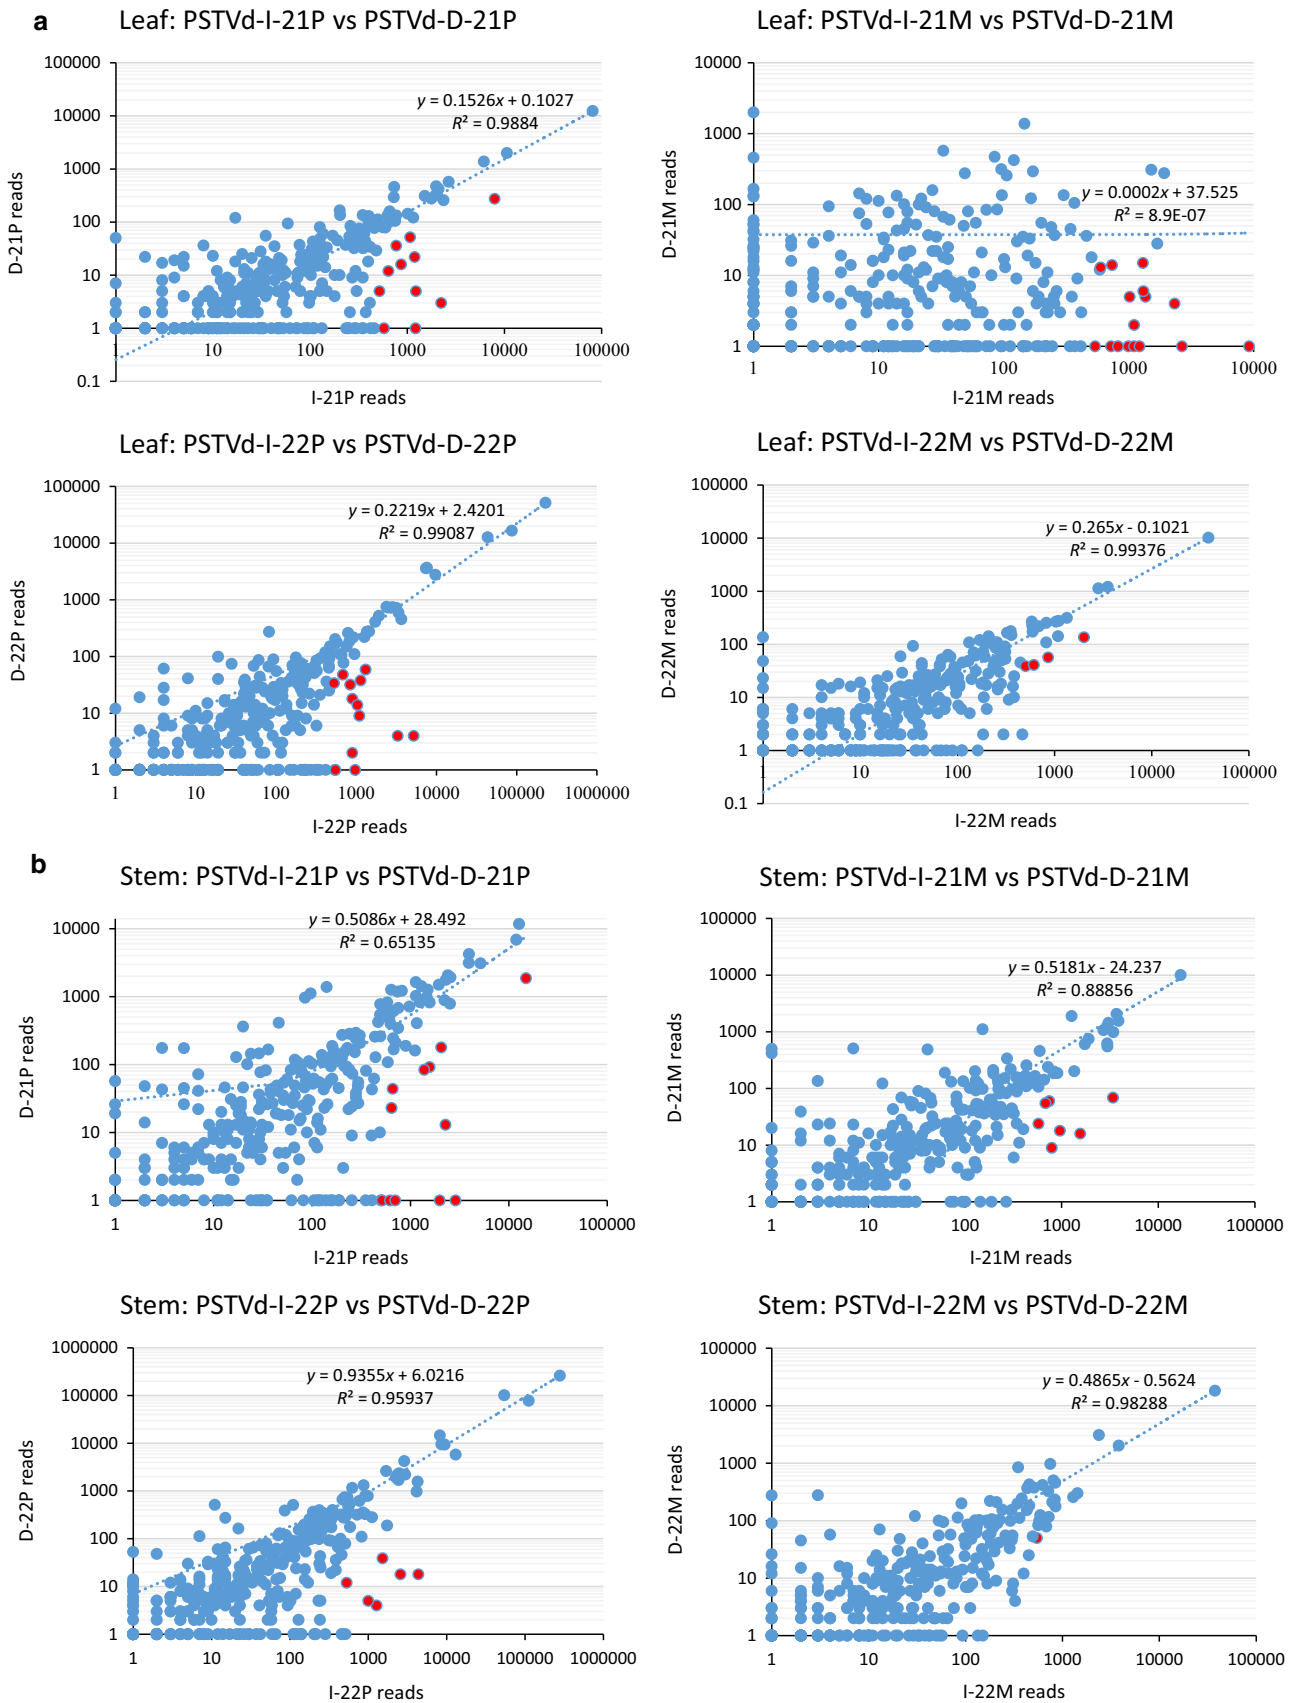 a
Leaf: PSTVd-I-21P vs PSTVd-D-21P
100000
10000
1000
100
10
1
0.1
10
100
1000
10000
100000
y = 0.1526x + 0.1027
R² = 0.9884
D-21P reads
I-21P reads
Leaf: PSTVd-I-21M vs PSTVd-D-21M
10000
1000
100
10
1
1
10
100
1000
10000
y = 0.0002x + 37.525
R² = 8.9E-07
D-21M reads
I-21M reads
Leaf: PSTVd-I-22P vs PSTVd-D-22P
100000
10000
1000
100
10
1
1
10
100
1000
10000
100000
1000000
y = 0.2219x + 2.4201
R² = 0.99087
D-22P reads
I-22P reads
Leaf: PSTVd-I-22M vs PSTVd-D-22M
100000
10000
1000
100
10
1
0.1
1
10
100
1000
10000
100000
y = 0.265x - 0.1021
R² = 0.99376
D-22M reads
I-22M reads
b
Stem: PSTVd-I-21P vs PSTVd-D-21P
10000
1000
100
10
1
1
10
100
1000
10000
100000
y = 0.5086x + 28.492
R² = 0.65135
D-21P reads
I-21P reads
Stem: PSTVd-I-21M vs PSTVd-D-21M
100000
10000
1000
100
10
1
1
10
100
1000
10000
100000
y = 0.5181x - 24.237
R² = 0.88856
D-21M reads
I-21M reads
Stem: PSTVd-I-22P vs PSTVd-D-22P
1000000
100000
10000
1000
100
10
1
1
10
100
1000
10000
100000
1000000
y = 0.9355x + 6.0216
R² = 0.95937
D-22P reads
I-22P reads
Stem: PSTVd-I-22M vs PSTVd-D-22M
100000
10000
1000
100
10
1
1
10
100
1000
10000
100000
y = 0.4865x - 0.5624
R² = 0.98288
D-22M reads
I-22M reads